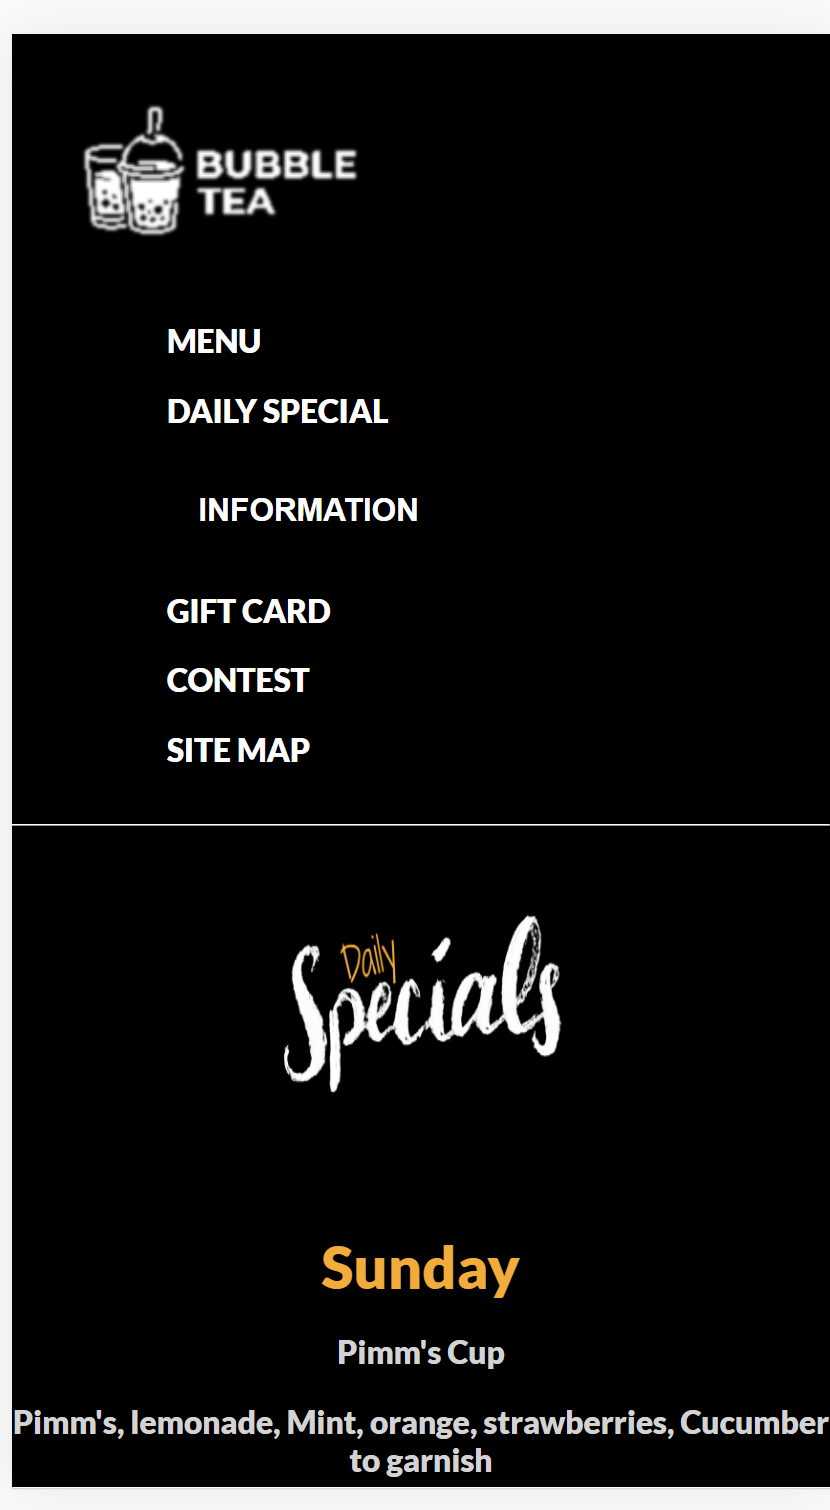 BUBBLE
TEA
MENU
DAILY SPECIAL
INFORMATION
GIFT CARD
CONTEST
SITE MAP
Daily
Specials
Sunday
Pimm's Cup
Pimm's, lemonade, Mint, orange, strawberries, Cucumber
to garnish